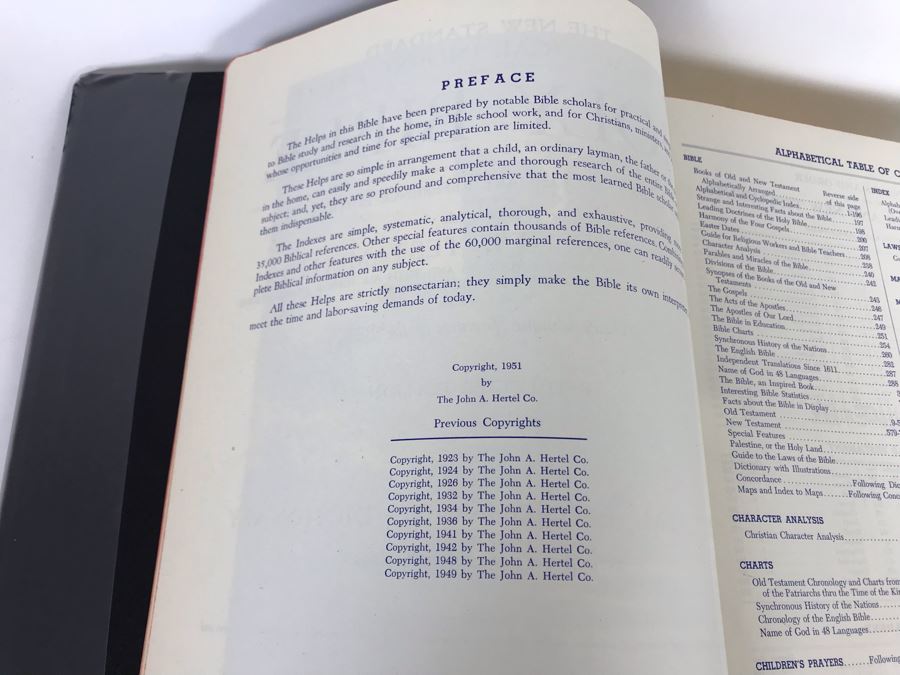 PREFACE
The Helps in this Bible have been prepared by notable Bible scholars for practical and
to Bible study and research in the home, in Bible school work, and for Christians, ministers,
whose opportunities and time for special preparation are limited.
These Helps are so simple in arrangement that a child, an ordinary layman, the father or
in the home, can easily and speedily make a complete and thorough research of the entire Bible
subject; and, yet, they are so profound and comprehensive that the most learned Bible scholar
them indispensable.
The Indexes are simple, systematic, analytical, thorough, and exhaustive, providing
35,000 Biblical references. Other special features contain thousands of Bible references.
Indexes and other features with the use of the 60,000 marginal references, one can readily
plete Biblical information on any subject.
All these Helps are strictly nonsectarian; they simply make the Bible its own
meet the time and labor-saving demands of today.
Copyright, 1951
by
The John A. Hertel Co.
Previous Copyrights
Copyright, 1923 by The John A. Hertel Co.
Copyright, 1924 by The John A. Hertel Co.
Copyright, 1926 by The John A. Hertel Co.
Copyright, 1932 by The John A. Hertel Co.
Copyright, 1934 by The John A. Hertel Co.
Copyright, 1936 by The John A. Hertel Co.
Copyright, 1941 by The John A. Hertel Co.
Copyright, 1942 by The John A. Hertel Co.
Copyright, 1948 by The John A. Hertel Co.
Copyright, 1949 by The John A. Hertel Co.
ALPHABETICAL TABLE OF
BIBLE
Books of Old and New Testament
Alphabetically Arranged Reverse side
Alphabetical and Cyclopedic Index of this page
Strange and Interesting Facts about the Bible 1-196
Leading Doctrines of the Holy Bible 197
Harmony of the Four Gospels 198
Easter Dates 200
Guide for Religious Workers and Bible Teachers 207
Character Analysis 208
Parables and Miracles of the Bible 238
Divisions of the Bible 240
Synopses of the Books of the Old and New 242
Testaments
The Gospels 243
The Acts of the Apostles 246
The Apostles of Our Lord 247
The Bible in Education 249
Bible Charts 251
Synchronous History of the Nations 254
The English Bible 260
Independent Translations Since 1611 282
Name of God in 48 Languages 287
The Bible, an Inspired Book 288
Interesting Bible Statistics
Facts about the Bible in Display
Old Testament
New Testament
Special Features
Palestine, or the Holy Land
Guide to the Laws of the Bible
Dictionary with Illustrations
Concordance Following
Maps and Index to Maps Following
CHARACTER ANALYSIS
Christian Character Analysis
CHARTS
Old Testament Chronology and Charts from
of the Patriarchs thru the Time of the
Synchronous History of the Nations
Chronology of the English Bible
Name of God in 48 Languages
CHILDREN'S PRAYERS Following
INDEX